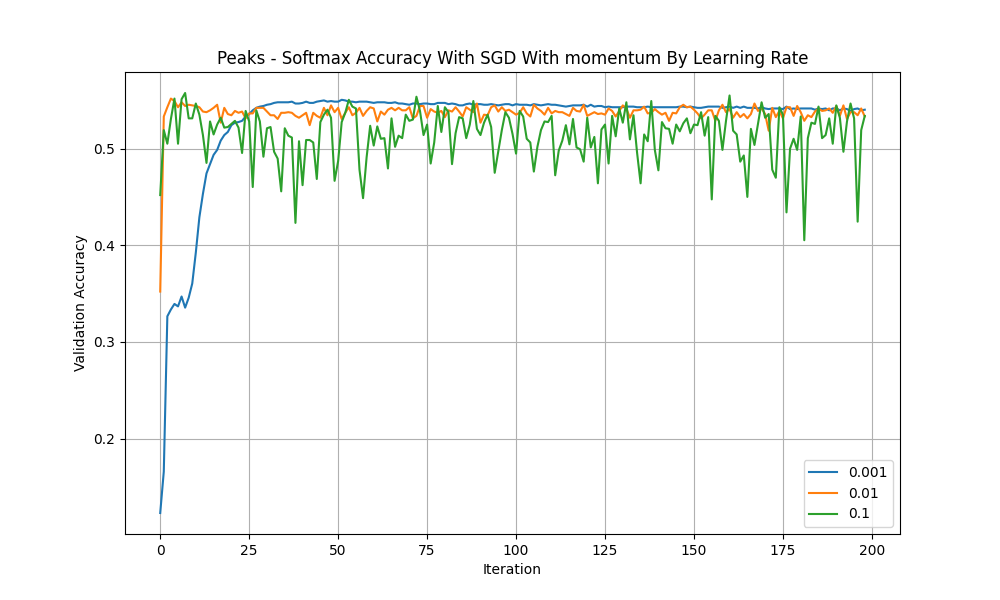 Peaks - Softmax Accuracy With SGD With momentum By Learning Rate
Validation Accuracy
0.5
0.4
0.3
0.2
0.001
0.01
0.1
0 25 50 75 100 125 150 175 200
Iteration